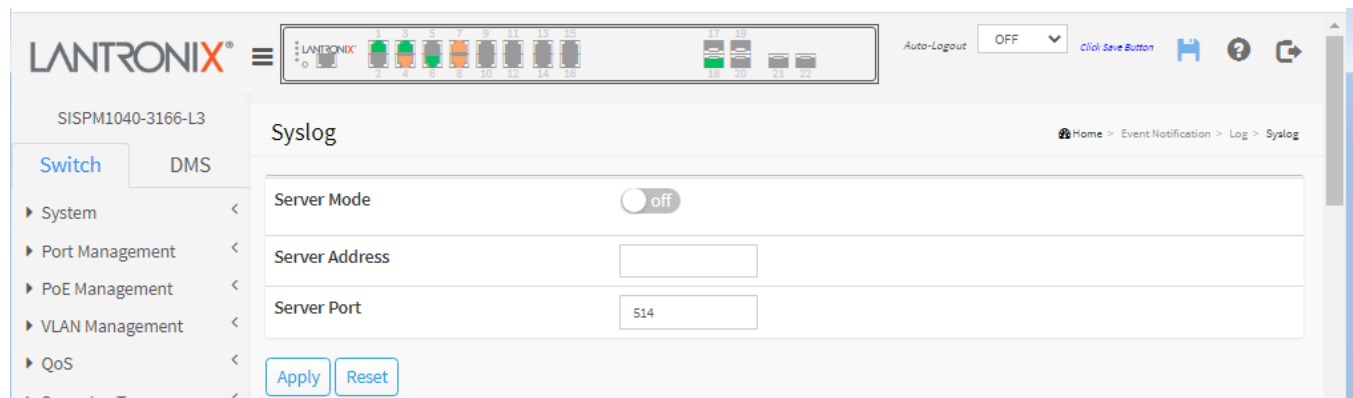 LANTRONIX®
LANTRONIX
1 3 5 7 9 11 13 15
2 4 6 8 10 12 14 16
17 19
18 20 21 22
Auto-Logout OFF Click Save Button
SISPM1040-3166-L3
Switch DMS
System
Port Management
PoE Management
VLAN Management
QoS
Syslog
Home > Event Notification > Log > Syslog
Server Mode off
Server Address
Server Port 514
Apply Reset